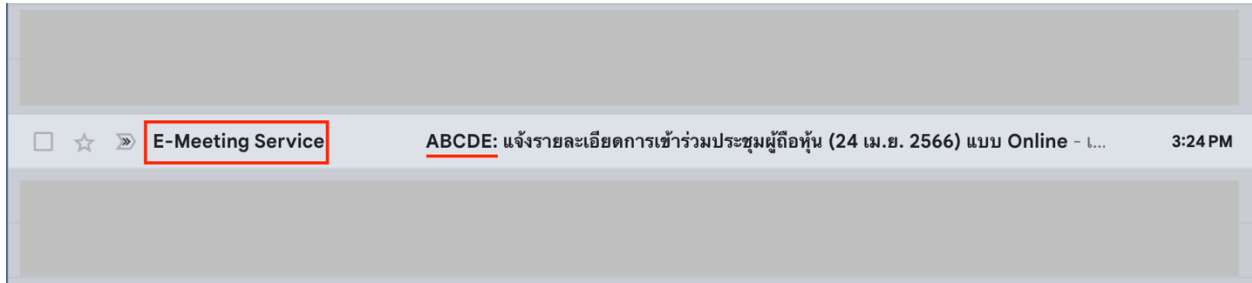 E-Meeting Service ABCDE: แจ้งรายละเอียดการเข้าร่วมประชุมผู้ถือหุ้น (24 เม.ย. 2566) แบบ Online - เ... 3:24 PM